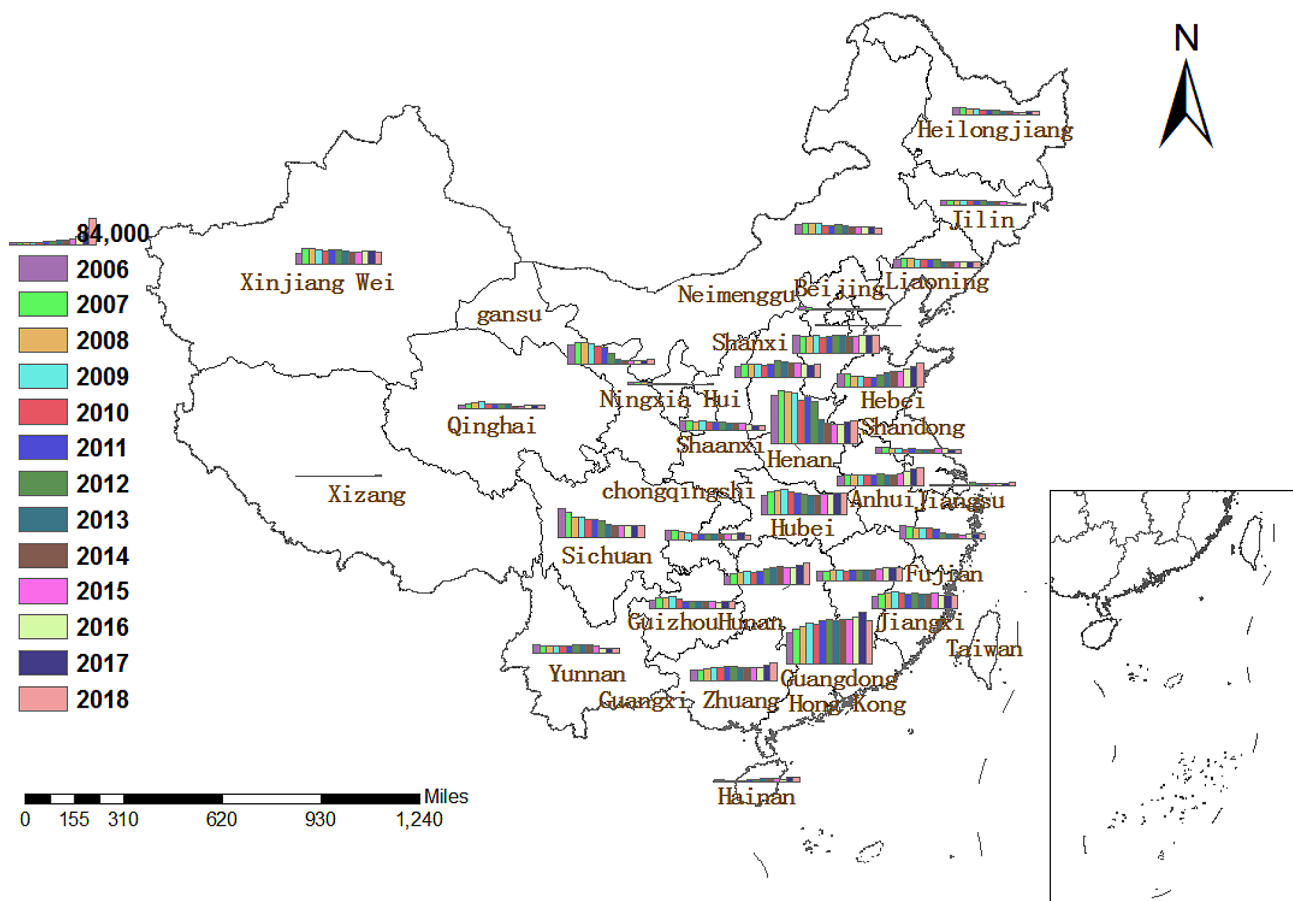 N
Heilongjiang
Jilin
84,000
2006
2007
2008
2009
2010
2011
2012
2013
2014
2015
2016
2017
2018
Xinjiang Wei
Liaoning
Beijing
Neimenggu
gansu
Shanxi
Ningxia Hui
Hebei
Qinghai
Shandong
Shaanxi
Henan
Xizang
chongqingshi
Anhui
Jiangsu
Hubei
Sichuan
Fujian
Guizhou
Hunan
Jiangxi
Taiwan
Yunnan
Guangdong
Guangxi Zhuang
Hong Kong
Hainan
Miles
0 155 310 620 930 1,240